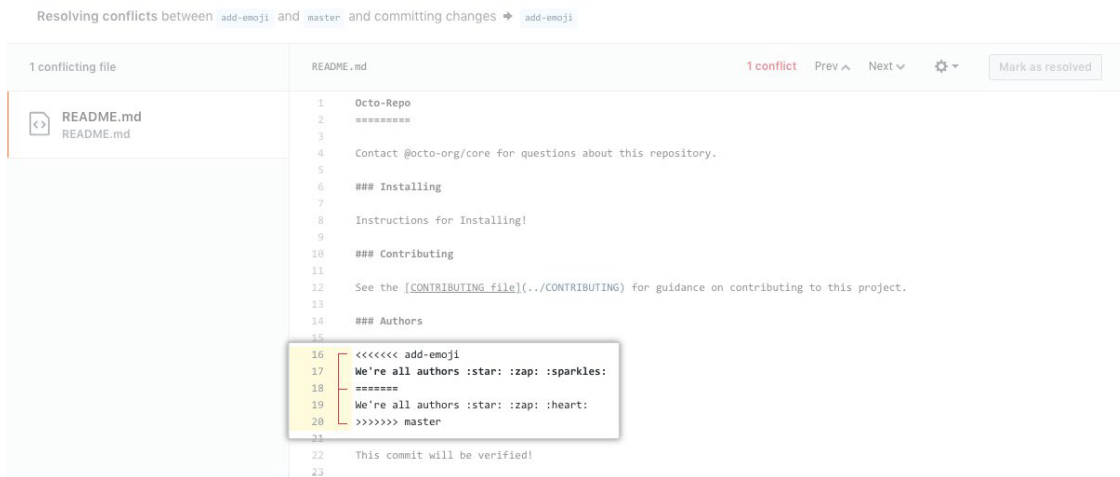 Resolving conflicts between add-emoji and master and committing changes → add-emoji
1 conflicting file
README.md
README.md
README.md 1 conflict Prev Next Mark as resolved
1 Octo-Repo
2 =========
3
4 Contact @octo-org/core for questions about this repository.
5
6 ### Installing
7
8 Instructions for Installing!
9
10 ### Contributing
11
12 See the [CONTRIBUTING file](../CONTRIBUTING) for guidance on contributing to this project.
13
14 ### Authors
15
16 <<<<<<< add-emoji
17 We're all authors :star: :zap: :sparkles:
18 =======
19 We're all authors :star: :zap: :heart:
20 >>>>>>> master
21
22 This commit will be verified!
23